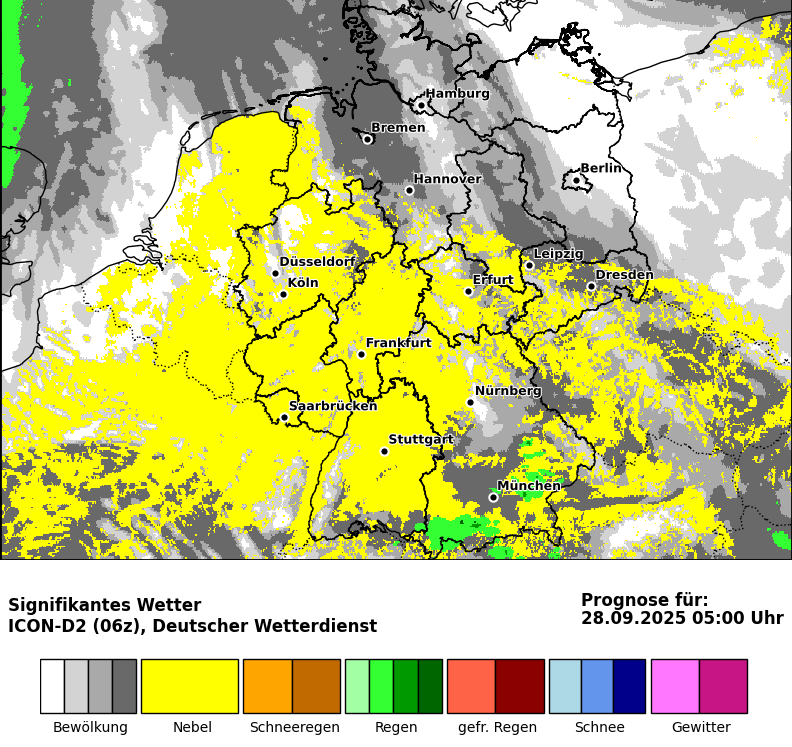 Hamburg
Bremen
Berlin
Hannover
Leipzig
Düsseldorf
Dresden
Köln
Erfurt
Frankfurt
Nürnberg
Saarbrücken
Stuttgart
München
Signifikantes Wetter
ICON-D2 (06z), Deutscher Wetterdienst
Prognose für:
28.09.2025 05:00 Uhr
Bewölkung Nebel Schneeregen Regen gefr. Regen Schnee Gewitter